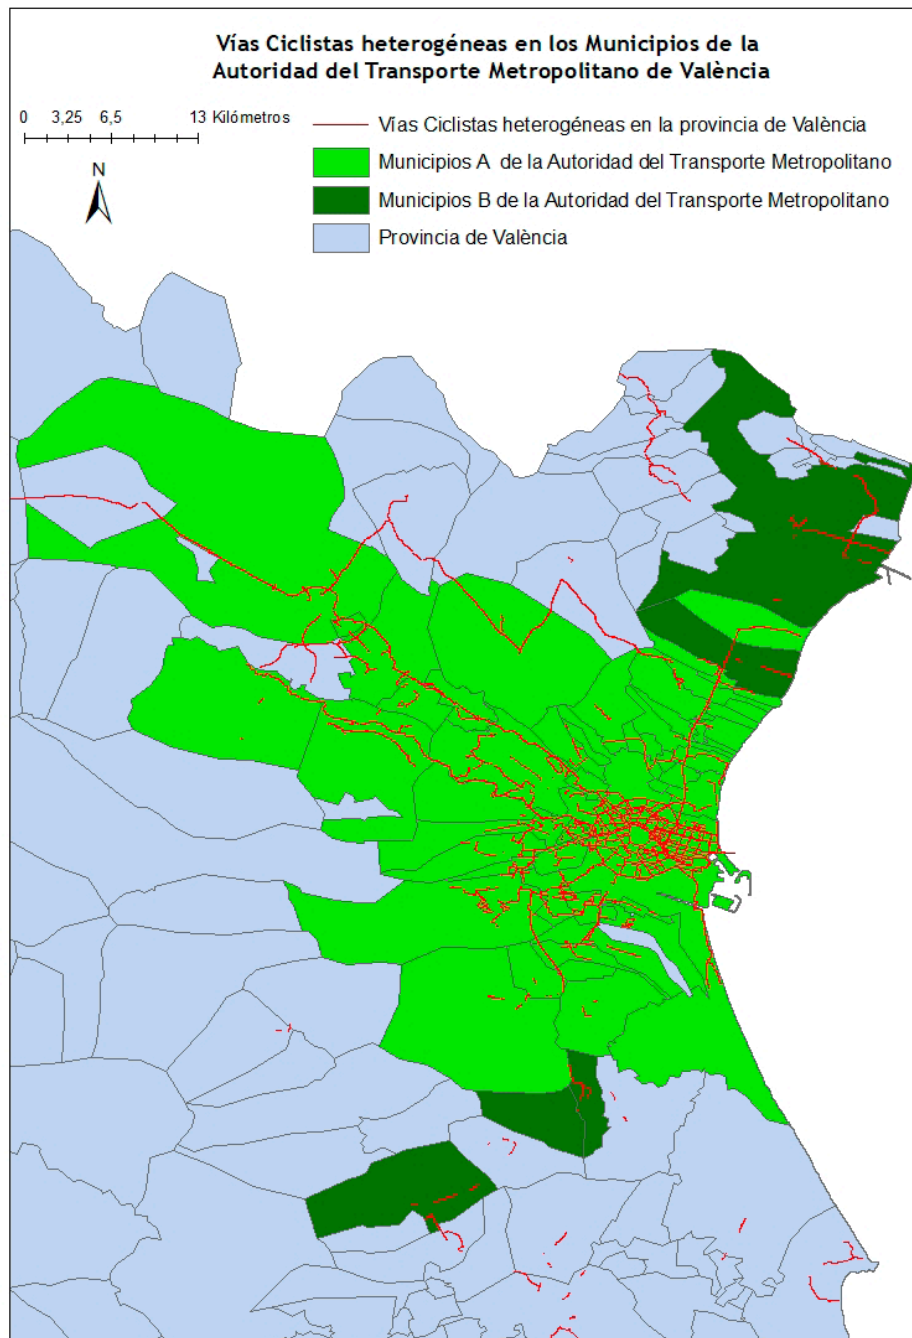 Vías Ciclistas heterogéneas en los Municipios de la
Autoridad del Transporte Metropolitano de València
0 3,25 6,5 13 Kilómetros
N
Vías Ciclistas heterogéneas en la provincia de València
Municipios A de la Autoridad del Transporte Metropolitano
Municipios B de la Autoridad del Transporte Metropolitano
Provincia de València